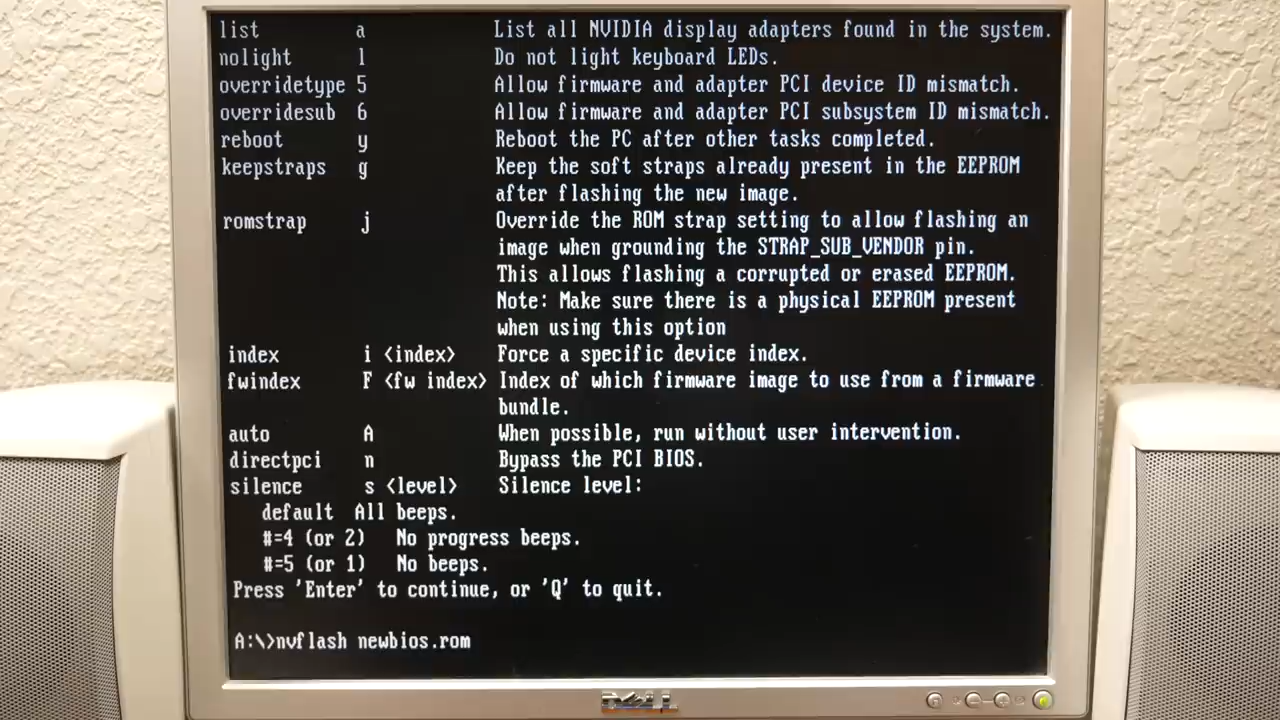 list a List all NVIDIA display adapters found in the system.
nolight l Do not light keyboard LEDs.
overridetype 5 Allow firmware and adapter PCI device ID mismatch.
overridesub 6 Allow firmware and adapter PCI subsystem ID mismatch.
reboot y Reboot the PC after other tasks completed.
keepstraps g Keep the soft straps already present in the EEPROM
after flashing the new image.
romstrap j Override the ROM strap setting to allow flashing an
image when grounding the STRAP_SUB_VENDOR pin.
This allows flashing a corrupted or erased EEPROM.
Note: Make sure there is a physical EEPROM present
when using this option
index i <index> Force a specific device index.
fwindex F <fw index> Index of which firmware image to use from a firmware
bundle.
auto A When possible, run without user intervention.
directpci n Bypass the PCI BIOS.
silence s <level> Silence level:
default All beeps.
#=4 (or 2) No progress beeps.
#=5 (or 1) No beeps.
Press 'Enter' to continue, or 'Q' to quit.
A:\>nvflash newbios.rom
DELL